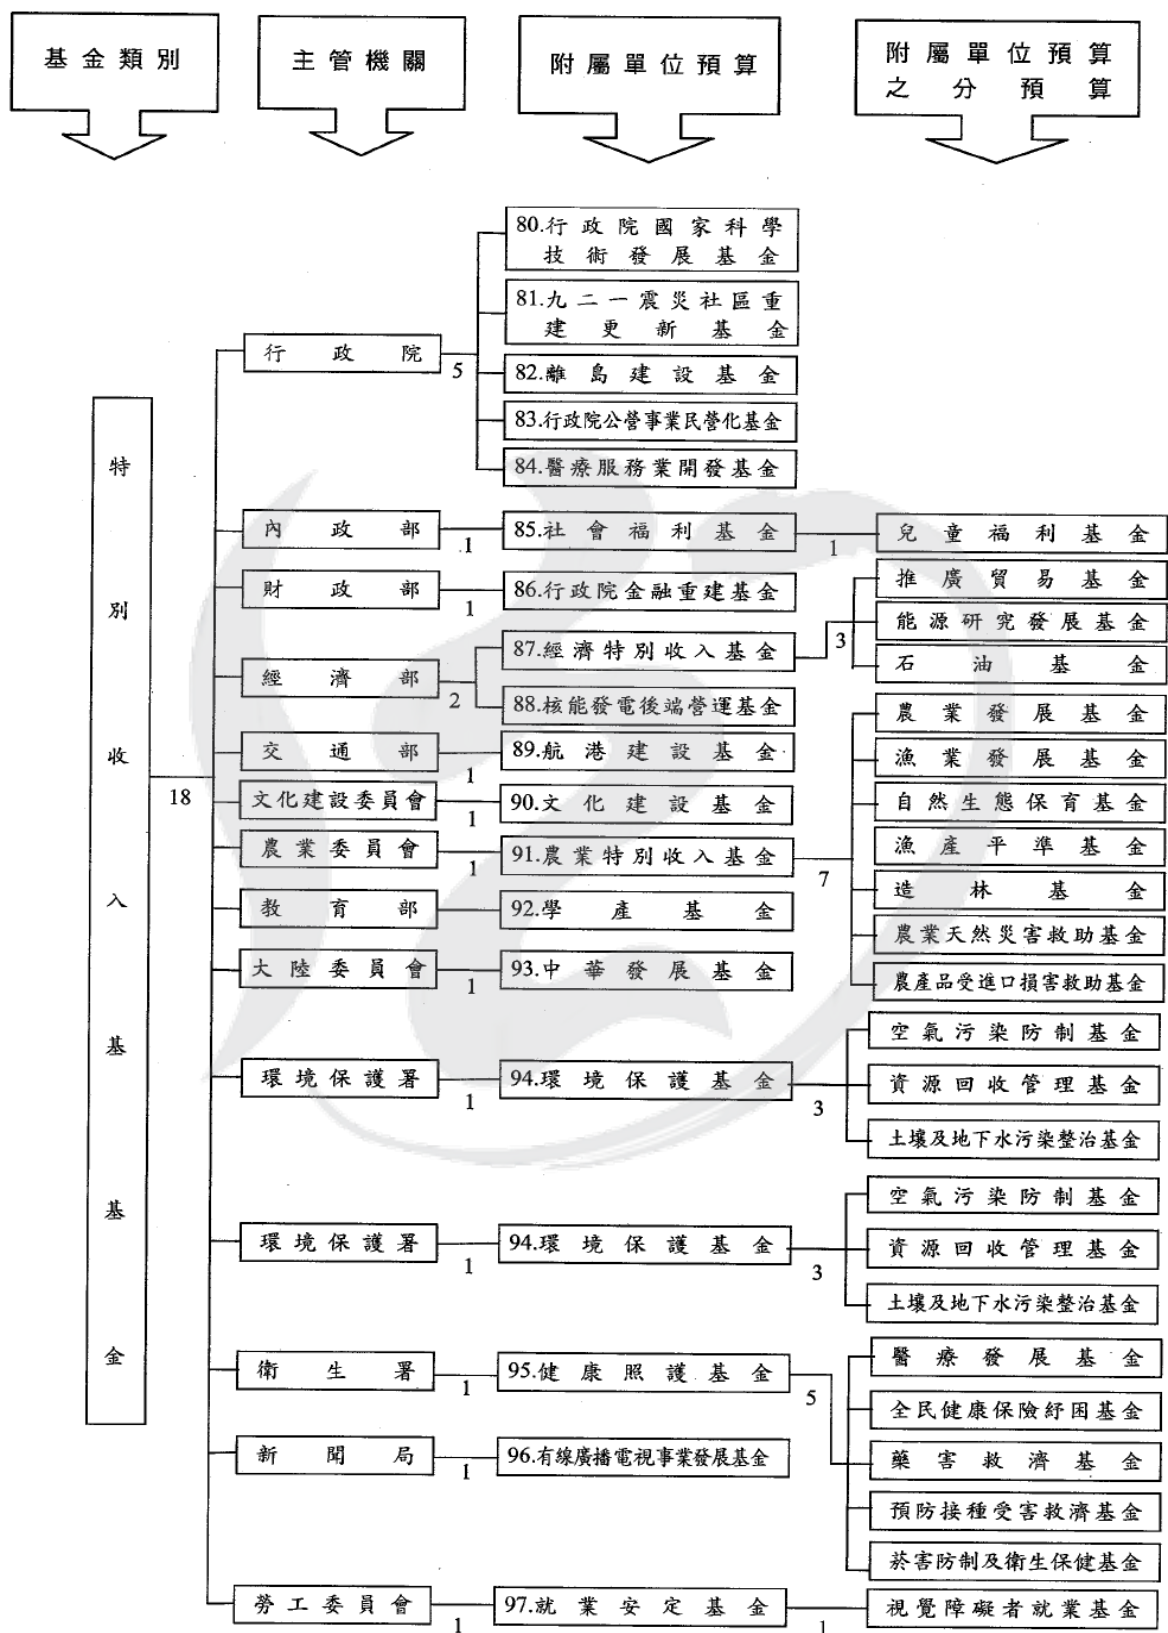 基金類別
主管機關
附屬單位預算
附屬單位預算
之分預算
特別收入基金
18
行政院
5
80.行政院國家科學
技術發展基金
81.九二一震災社區重
建更新基金
82.離島建設基金
83.行政院公營事業民營化基金
84.醫療服務業開發基金
內政部
1
85.社會福利基金
1
兒童福利基金
財政部
1
86.行政院金融重建基金
經濟部
2
87.經濟特別收入基金
3
推廣貿易基金
能源研究發展基金
石油基金
88.核能發電後端營運基金
交通部
1
89.航港建設基金
文化建設委員會
1
90.文化建設基金
農業委員會
1
91.農業特別收入基金
7
農業發展基金
漁業發展基金
自然生態保育基金
漁產平準基金
造林基金
農業天然災害救助基金
農產品受進口損害救助基金
教育部
92.學產基金
大陸委員會
1
93.中華發展基金
環境保護署
1
94.環境保護基金
3
空氣污染防制基金
資源回收管理基金
土壤及地下水污染整治基金
環境保護署
1
94.環境保護基金
3
空氣污染防制基金
資源回收管理基金
土壤及地下水污染整治基金
衛生署
1
95.健康照護基金
5
醫療發展基金
全民健康保險紓困基金
藥害救濟基金
預防接種受害救濟基金
菸害防制及衛生保健基金
新聞局
1
96.有線廣播電視事業發展基金
勞工委員會
1
97.就業安定基金
1
視覺障礙者就業基金